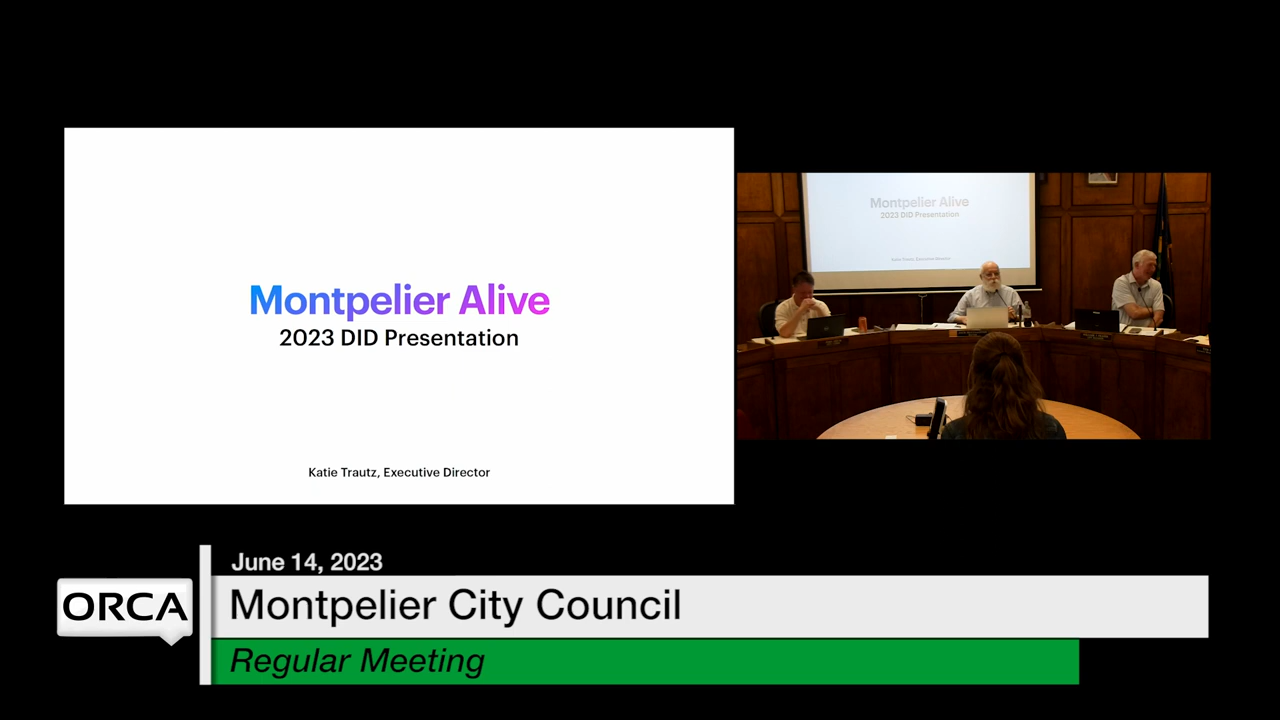 Montpelier Alive
2023 DID Presentation
Katie Trautz, Executive Director
Montpelier Alive
2023 DID Presentation
June 14, 2023
ORCA
Montpelier City Council
Regular Meeting